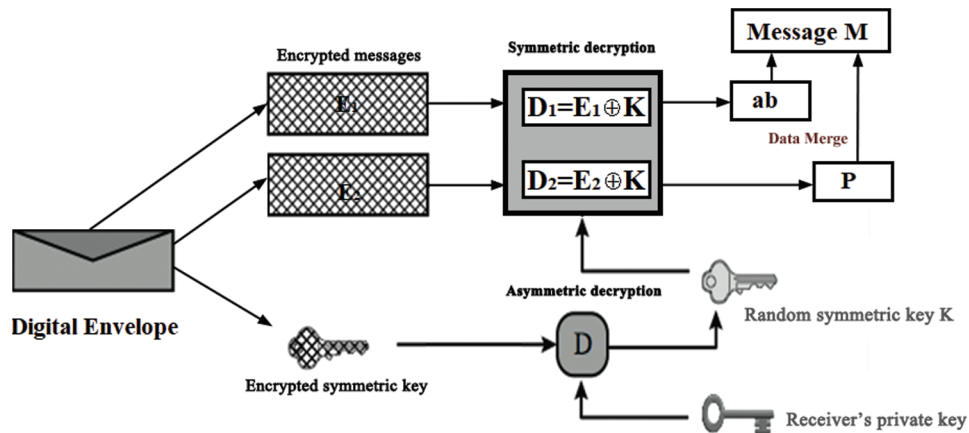 Message M
Encrypted messages
Symmetric decryption
E₁
D₁=E₁⊕K
ab
Data Merge
E₂
D₂=E₂⊕K
P
Digital Envelope
Asymmetric decryption
Random symmetric key K
D
Encrypted symmetric key
Receiver's private key